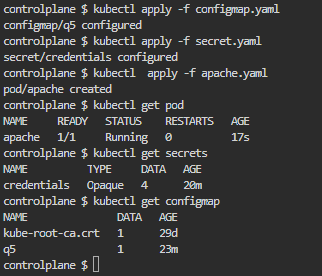 controlplane $ kubectl apply -f configmap.yaml
configmap/q5 configured
controlplane $ kubectl apply -f secret.yaml
secret/credentials configured
controlplane $ kubectl  apply -f apache.yaml
pod/apache created
controlplane $ kubectl get pod
NAME     READY   STATUS    RESTARTS   AGE
apache   1/1     Running   0          17s
controlplane $ kubectl get secrets
NAME          TYPE     DATA   AGE
credentials   Opaque   4      20m
controlplane $ kubectl get configmap
NAME               DATA   AGE
kube-root-ca.crt   1      29d
q5                 1      23m
controlplane $